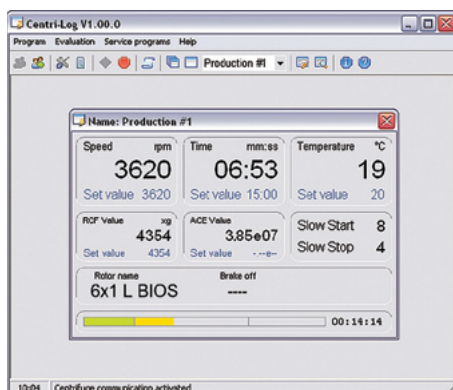 Centri-Log V1.00.0
Program Evaluation Service programs Help
Production #1
Name: Production #1
Speed rpm
3620
Set value 3620
Time mm:ss
06:53
Set value 15:00
Temperature °C
19
Set value 20
RCF Value xg
4354
Set value 4354
ACE Value
3.85e07
Set value -.--e--
Slow Start 8
Slow Stop 4
Rotor name
6x1 L BIOS
Brake off
----
00:14:14
10:04 Centrifuge communication activated